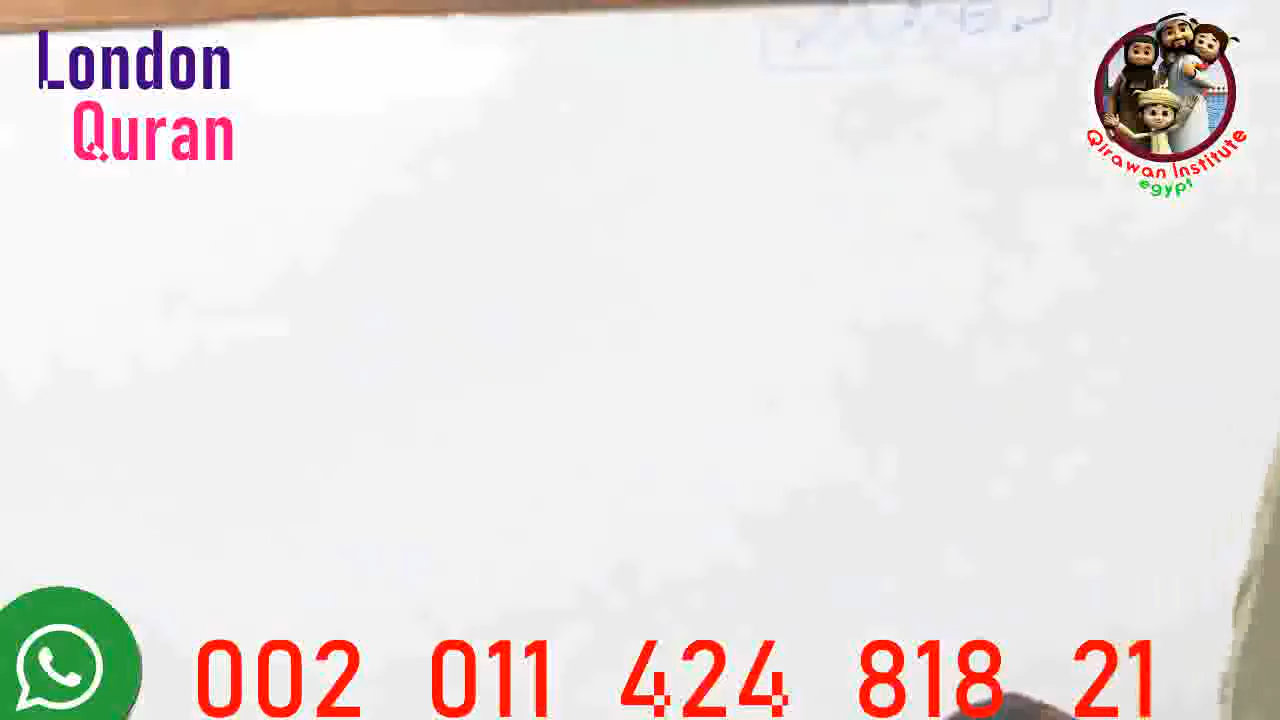 London
Quran
Qirawan Institute
egypt
002 011 424 818 21